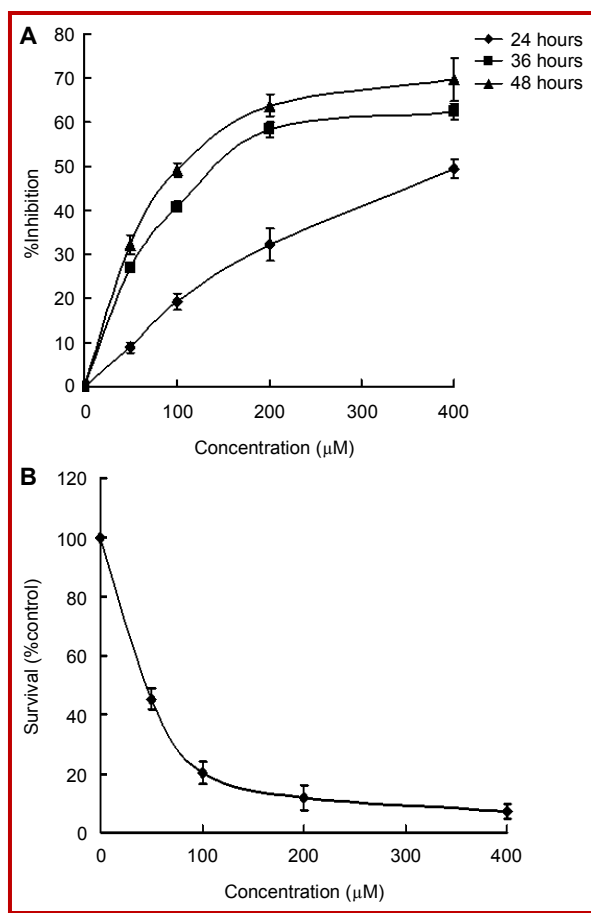 A
24 hours
36 hours
48 hours
80
70
60
50
40
30
20
10
0
%Inhibition
0 100 200 300 400
Concentration (μM)
B
120
100
80
60
40
20
0
Survival (%control)
0 100 200 300 400
Concentration (μM)